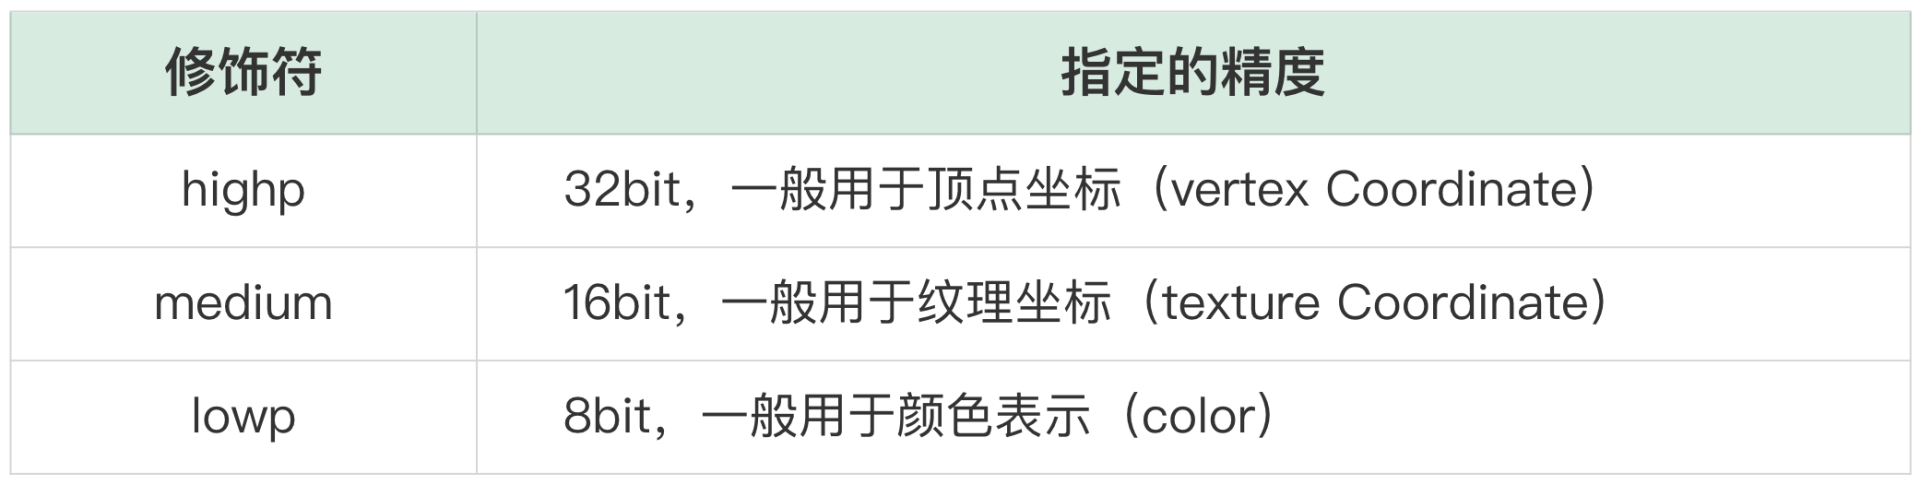 修饰符 指定的精度
highp 32bit，一般用于顶点坐标（vertex Coordinate）
medium 16bit，一般用于纹理坐标（texture Coordinate）
lowp 8bit，一般用于颜色表示（color）